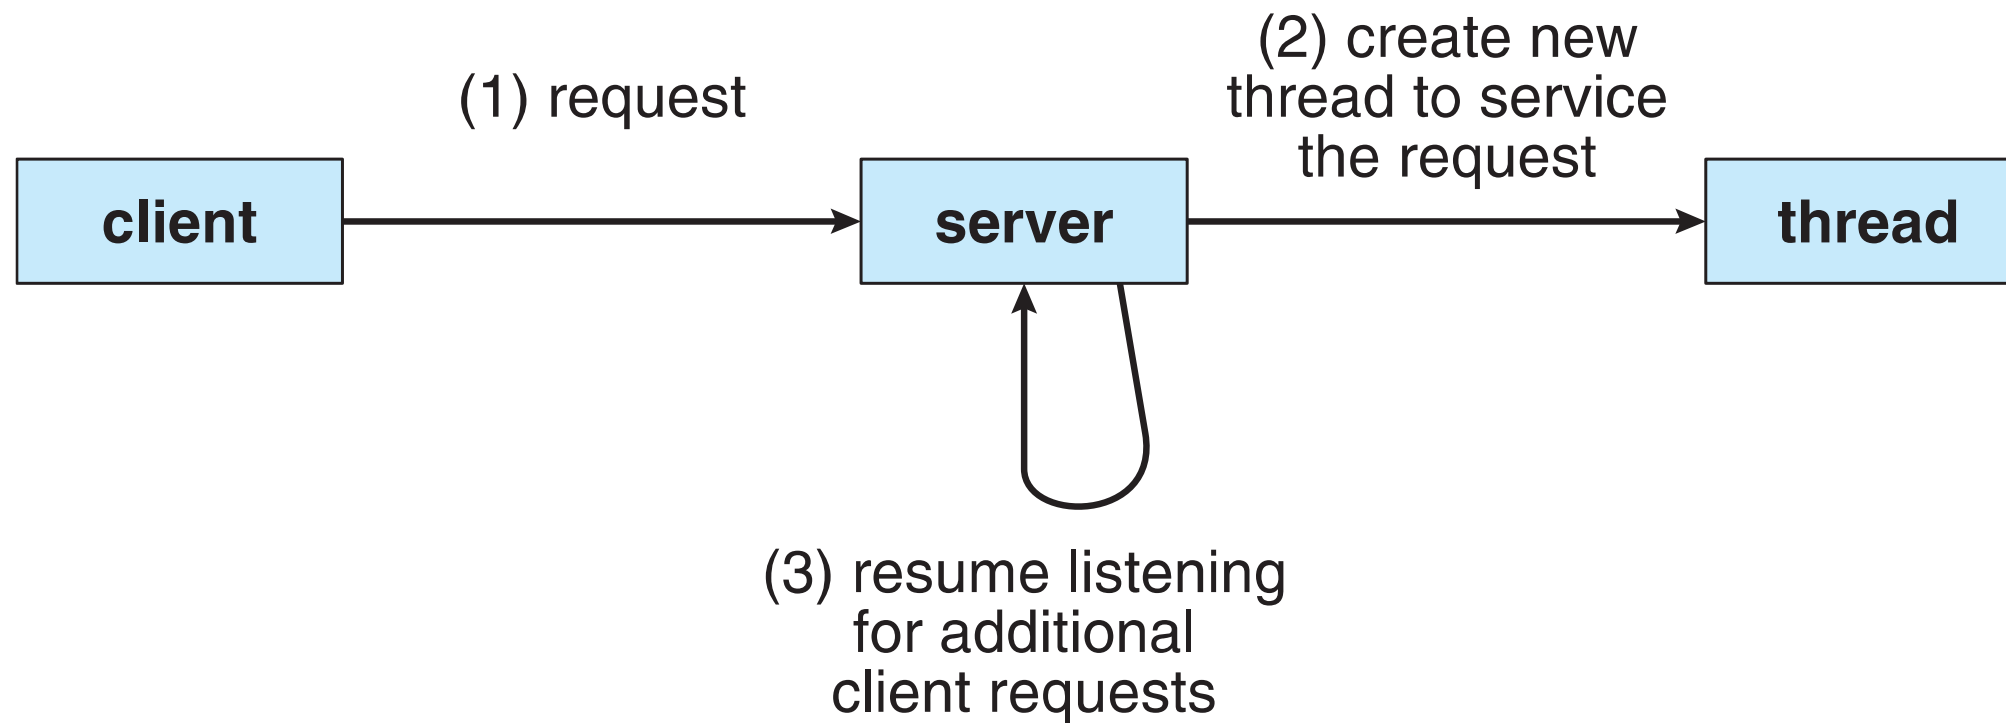 (1) request
(2) create new
thread to service
the request
client
server
thread
(3) resume listening
for additional
client requests